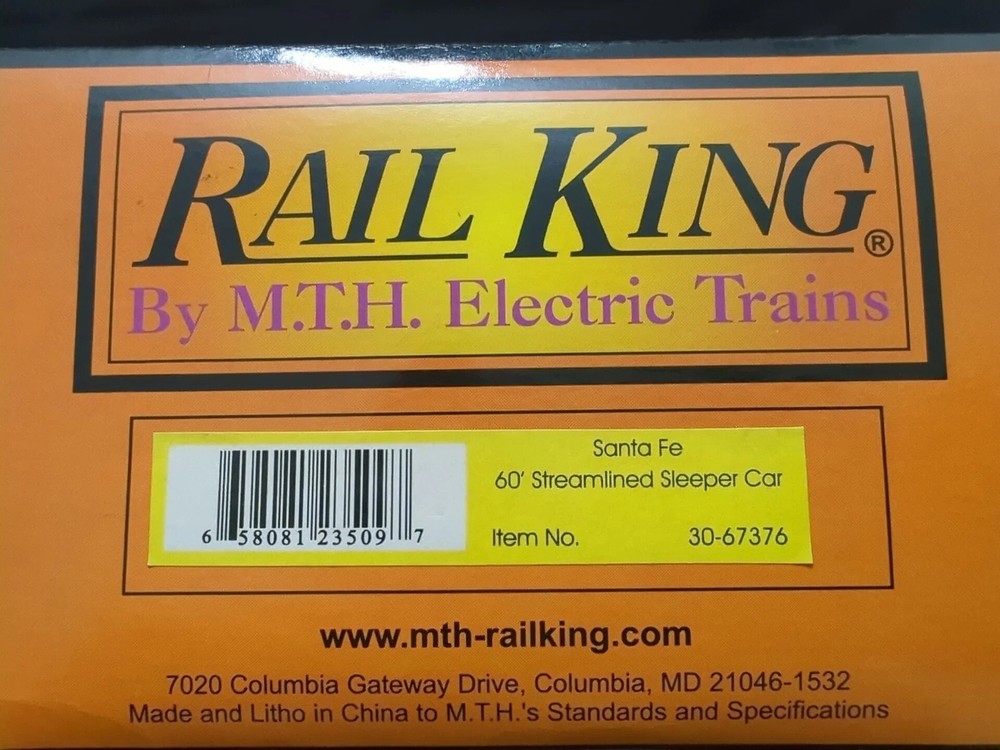 RAIL KING®
By M.T.H. Electric Trains
Santa Fe
60' Streamlined Sleeper Car
Item No. 30-67376
6 58081 23509 7
www.mth-railking.com
7020 Columbia Gateway Drive, Columbia, MD 21046-1532
Made and Litho in China to M.T.H.'s Standards and Specifications